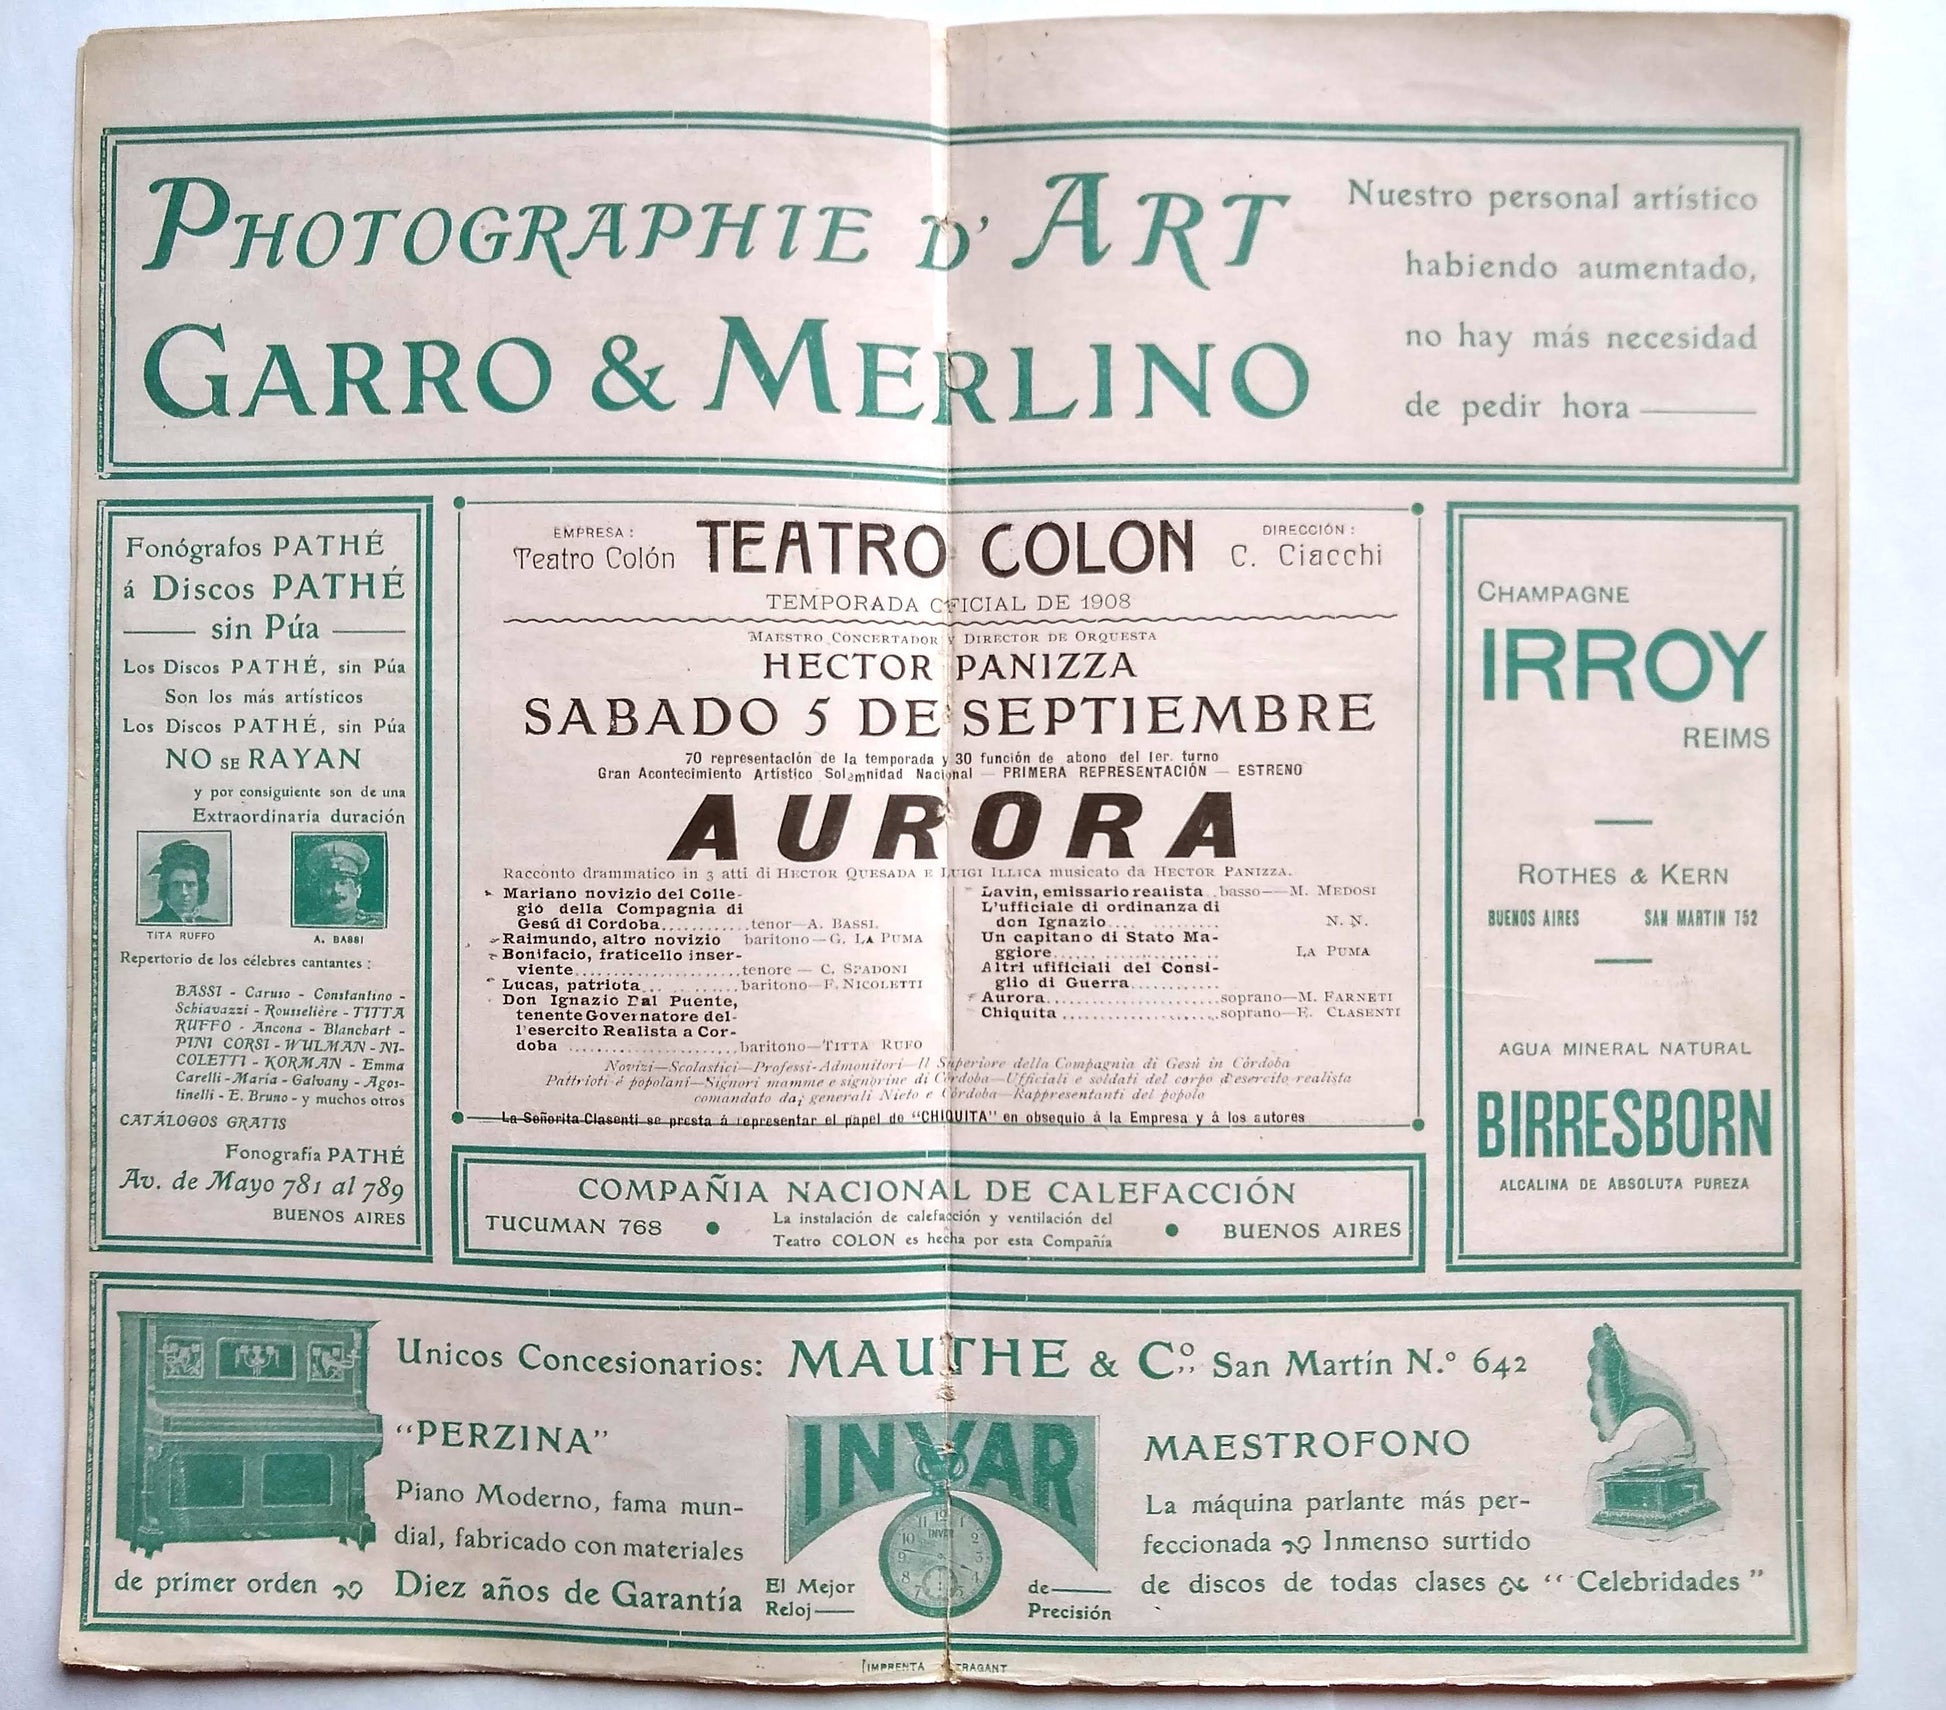 PHOTOGRAPHIE D' ART
GARRO & MERLINO
Nuestro personal artístico
habiendo aumentado,
no hay más necesidad
de pedir hora
Fonógrafos PATHÉ
á Discos PATHÉ
sin Púa
Los Discos PATHÉ, sin Púa
Son los más artísticos
Los Discos PATHÉ, sin Púa
NO SE RAYAN
y por consiguiente son de una
Extraordinaria duración
TITA RUFFO
A. BASSI
Repertorio de los célebres cantantes :
BASSI - Caruso - Constantino -
Schiavazzi - Rousselière - TITTA
RUFFO - Ancona - Blanchart -
PINI CORSI - WULMAN - NI-
COLETTI - KORMAN - Emma
Carelli - María - Galvany - Agos-
tinelli - E. Bruno - y muchos otros
CATÁLOGOS GRATIS
Fonografía PATHÉ
Av. de Mayo 781 al 789
BUENOS AIRES
EMPRESA :
Teatro Colón
TEATRO COLON
DIRECCIÓN :
C. Ciacchi
TEMPORADA OFICIAL DE 1908
MAESTRO CONCERTADOR Y DIRECTOR DE ORQUESTA
HECTOR PANIZZA
SABADO 5 DE SEPTIEMBRE
70 representación de la temporada y 30 función de abono del 1er. turno
Gran Acontecimiento Artístico Solemnidad Nacional — PRIMERA REPRESENTACIÓN — ESTRENO
AURORA
Racconto drammatico in 3 atti di HECTOR QUESADA E LUIGI ILLICA musicato da HECTOR PANIZZA.
Mariano novizio del Colle-
gio della Compagnia di
Gesú di Cordoba............tenor—A. BASSI.
Raimundo, altro novizio baritono—G. LA PUMA
Bonifacio, fraticello inser-
viente......................tenore — C. SPADONI
Lucas, patriota... ..........baritono—F. NICOLETTI
Don Ignazio Dal Puente,
tenente Governatore del-
l'esercito Realista a Cor-
doba ......................baritono—TITTA RUFO
Lavin, emissario realista..basso—M. MEDOSI
L'ufficiale di ordinanza di
don Ignazio.... ......... N. N.
Un capitano di Stato Ma-
ggiore..................... LA PUMA
Altri ufificiali del Consi-
glio di Guerra...........
Aurora......................soprano—M. FARNETI
Chiquita ....................soprano—E. CLASENTI
Novizi—Scolastici—Professi-Admonitori—Il Superiore della Compagnia di Gesù in Córdoba
Pattrioti é popolani—Signori mamme e signorine di Córdoba—Ufficiali e soldati del corpo d'esercito realista
comandato da; generali Nieto e Córdoba—Rappresentanti del popolo
La Señorita Clasenti se presta á representar el papel de "CHIQUITA" en obsequio á la Empresa y á los autores
COMPAÑIA NACIONAL DE CALEFACCIÓN
TUCUMAN 768
La instalación de calefacción y ventilación del
Teatro COLON es hecha por esta Compañía
BUENOS AIRES
CHAMPAGNE
IRROY
REIMS
ROTHES & KERN
BUENOS AIRES SAN MARTIN 752
AGUA MINERAL NATURAL
BIRRESBORN
ALCALINA DE ABSOLUTA PUREZA
Unicos Concesionarios: MAUTHE & Cº,, San Martín N.º 642
"PERZINA"
Piano Moderno, fama mun-
dial, fabricado con materiales
de primer orden
Diez años de Garantía
INVAR
INVAR
El Mejor
Reloj
de
Precisión
MAESTROFONO
La máquina parlante más per-
feccionada Inmenso surtido
de discos de todas clases "Celebridades"
IMPRENTA TRAGANT